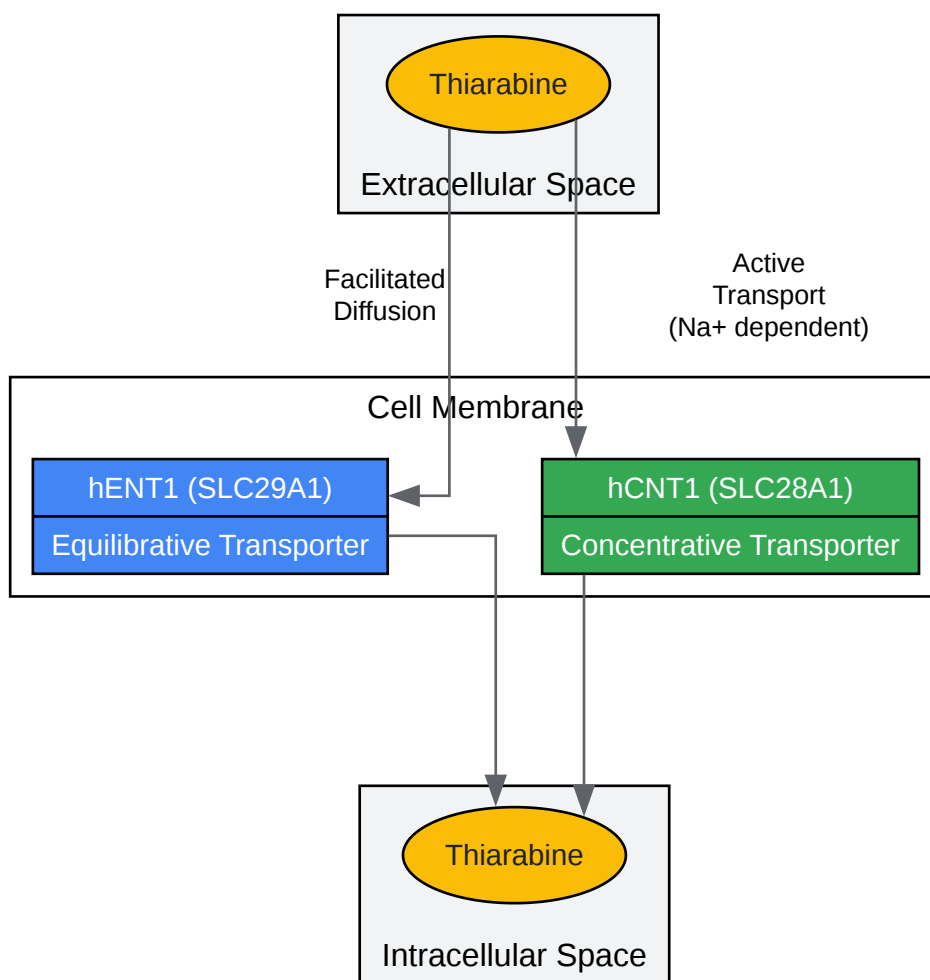 Thiarabine
Extracellular Space
Facilitated
Diffusion
Active
Transport
(Na+ dependent)
Cell Membrane
hENT1 (SLC29A1)
Equilibrative Transporter
hCNT1 (SLC28A1)
Concentrative Transporter
Thiarabine
Intracellular Space